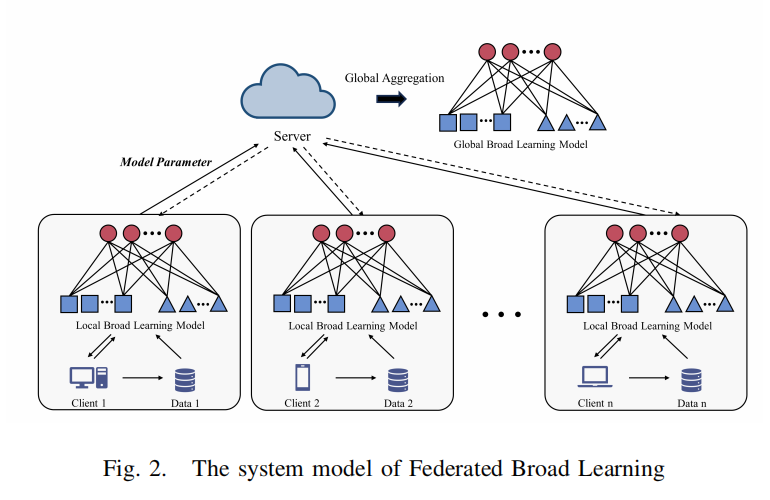 Global Aggregation
Server
Global Broad Learning Model
Model Parameter
Local Broad Learning Model
Client 1
Data 1
Local Broad Learning Model
Client 2
Data 2
Local Broad Learning Model
Client n
Data n
Fig. 2. The system model of Federated Broad Learning